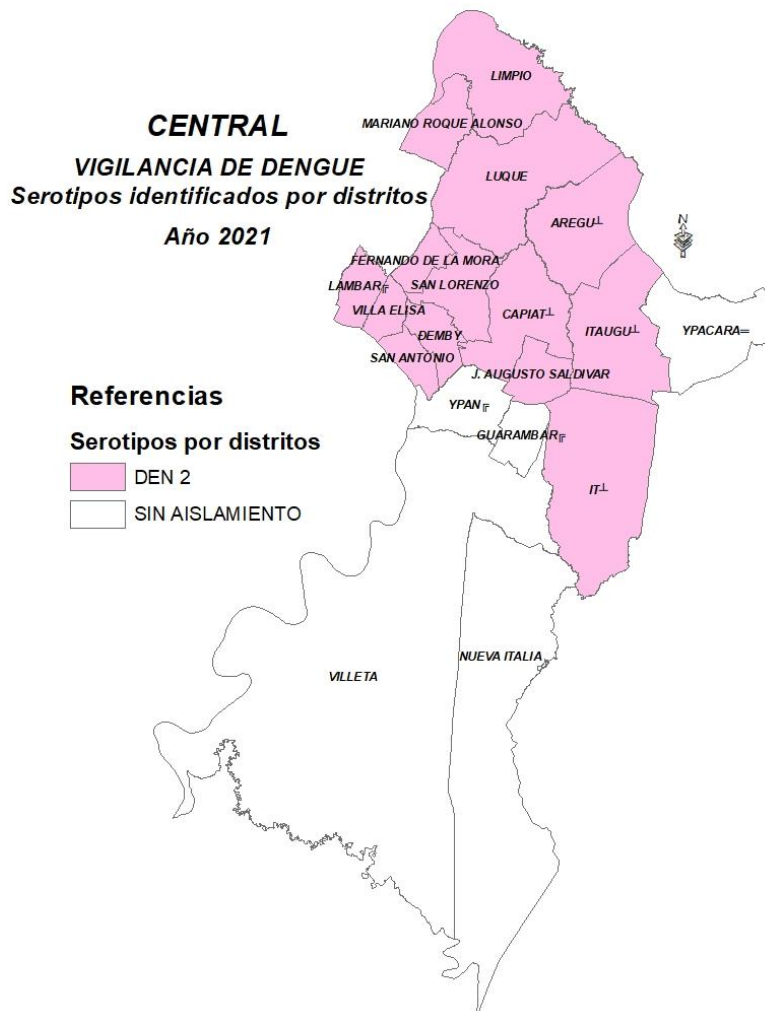 CENTRAL
VIGILANCIA DE DENGUE
Serotipos identificados por distritos
Año 2021
N
LIMPIO
MARIANO ROQUE ALONSO
LUQUE
AREGU┴
FERNANDO DE LA MORA
LAMBAR╔
SAN LORENZO
VILLA ELISA
CAPIAT┴
ITAUGU┴
YPACARA═
ÐEMBY
SAN ANTONIO
J. AUGUSTO SALDIVAR
YPAN╔
GUARAMBAR╔
IT┴
Referencias
Serotipos por distritos
DEN 2
SIN AISLAMIENTO
VILLETA
NUEVA ITALIA